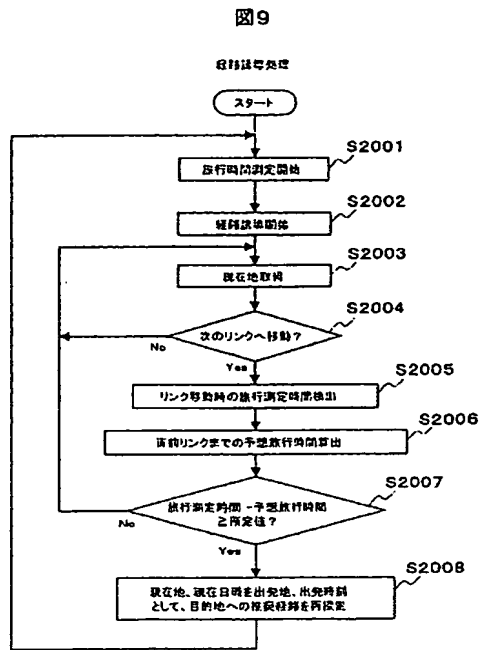 図9
経路誘導処理
スタート
S2001
旅行時間測定開始
S2002
経路誘導開始
S2003
現在地取得
S2004
次のリンクへ移動?
No
Yes
S2005
リンク移動時の旅行測定時間検出
S2006
直前リンクまでの予想旅行時間算出
S2007
旅行測定時間-予想旅行時間
≧所定値?
No
Yes
S2008
現在地、現在日時を出発地、出発時刻
として、目的地への推奨経路を再探索